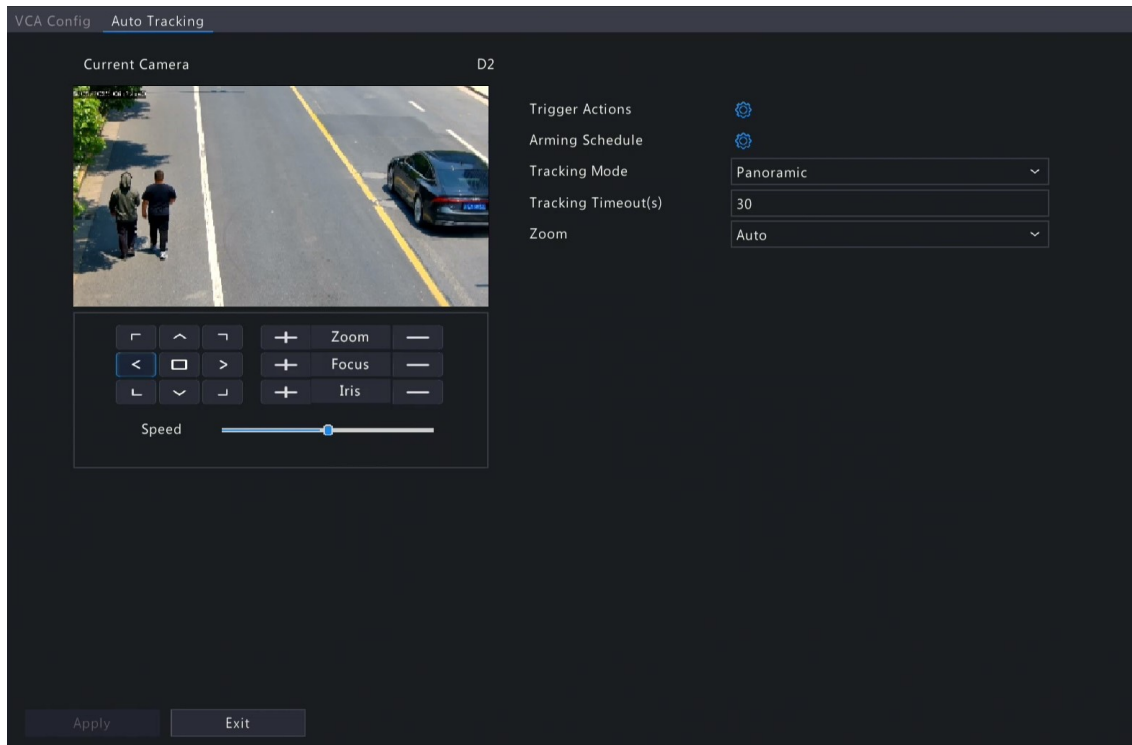 VCA Config Auto Tracking
Current Camera D2
Trigger Actions
Arming Schedule
Tracking Mode Panoramic
Tracking Timeout(s) 30
Zoom Auto
Zoom
Focus
Iris
Speed
Apply Exit